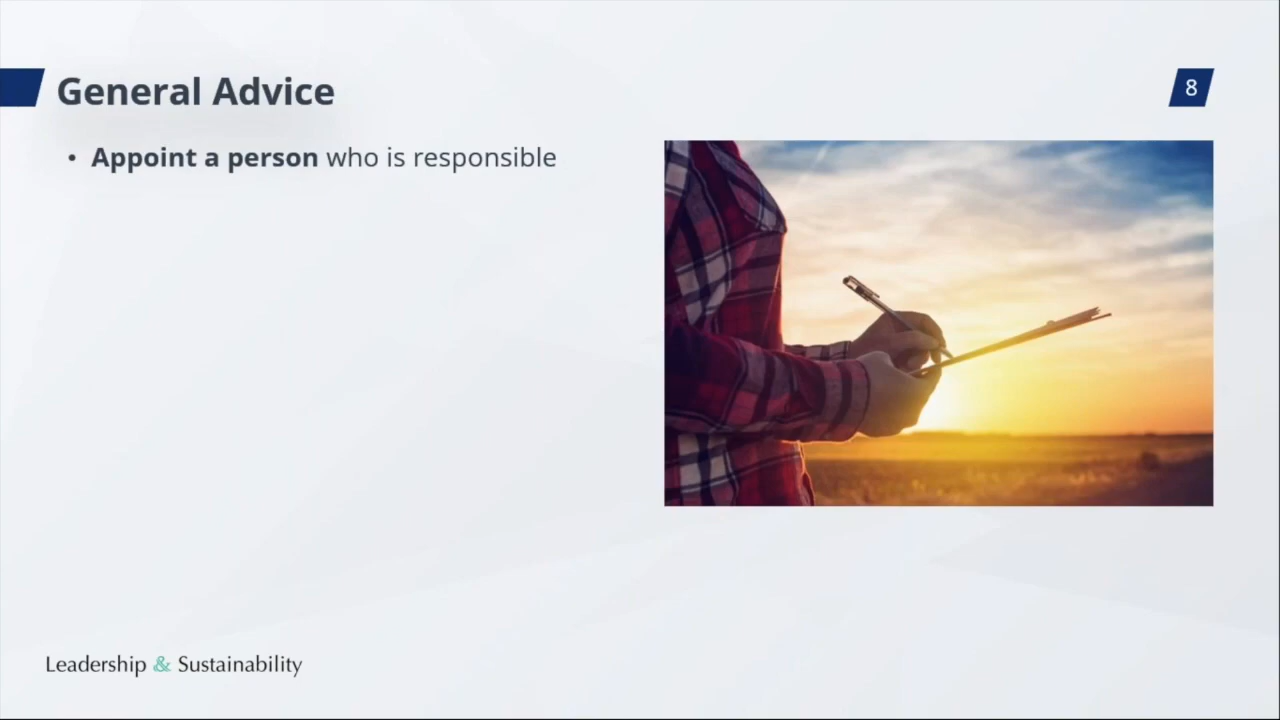 General Advice
8
• Appoint a person who is responsible
Leadership & Sustainability